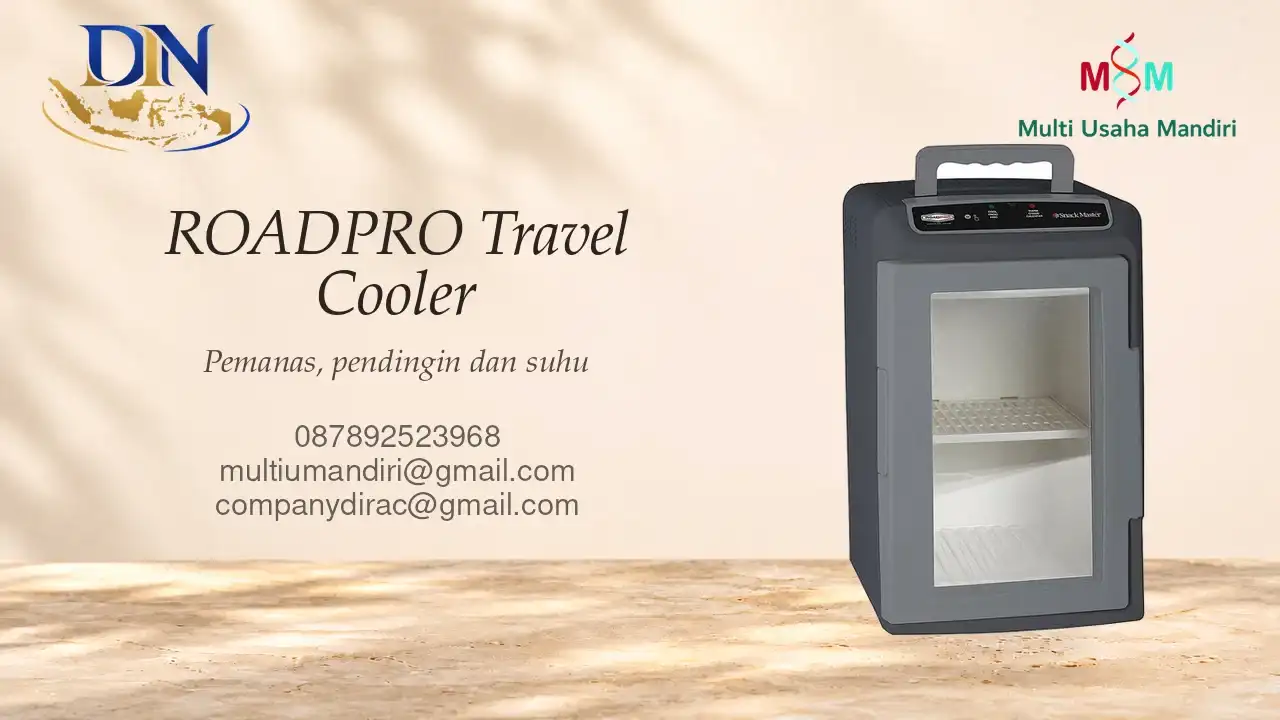 DN
MSM
Multi Usaha Mandiri
ROADPRO Travel
Cooler
Pemanas, pendingin dan suhu
087892523968
multiumandiri@gmail.com
companydirac@gmail.com
Snack Master